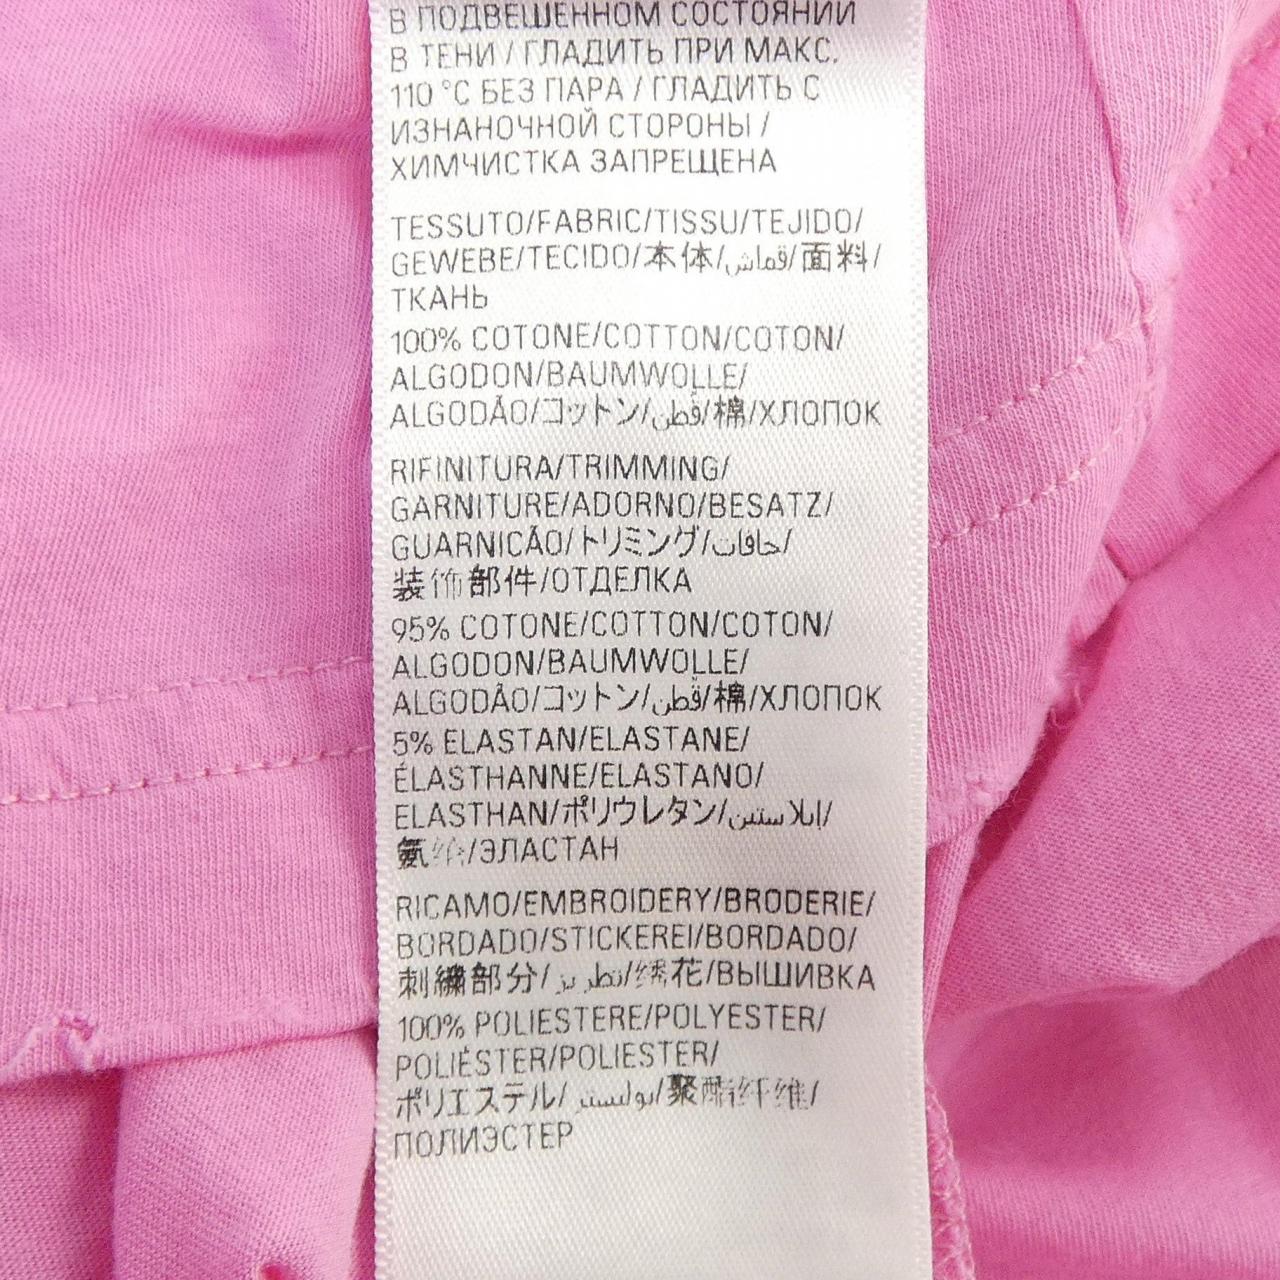 В ПОДВЕШЕННОМ СОСТОЯНИИ
В ТЕНИ / ГЛАДИТЬ ПРИ МАКС.
110 °C БЕЗ ПАРА / ГЛАДИТЬ С
ИЗНАНОЧНОЙ СТОРОНЫ /
ХИМЧИСТКА ЗАПРЕЩЕНА
TESSUTO/FABRIC/TISSU/TEJIDO/
GEWEBE/TECIDO/本体/قماش/面料/
ТКАНЬ
100% COTONE/COTTON/COTON/
ALGODON/BAUMWOLLE/
ALGODÃO/コットン/قطن/棉/ХЛОПОК
RIFINITURA/TRIMMING/
GARNITURE/ADORNO/BESATZ/
GUARNICÃO/トリミング/حافات/
装饰部件/ОТДЕЛКА
95% COTONE/COTTON/COTON/
ALGODON/BAUMWOLLE/
ALGODÃO/コットン/قطن/棉/ХЛОПОК
5% ELASTAN/ELASTANE/
ÉLASTHANNE/ELASTANO/
ELASTHAN/ポリウレタン/إيلاستين/
氨纶/ЭЛАСТАН
RICAMO/EMBROIDERY/BRODERIE/
BORDADO/STICKEREI/BORDADO/
刺繍部分/تطريز/绣花/ВЫШИВКА
100% POLIESTERE/POLYESTER/
POLIÉSTER/POLIESTER/
ポリエステル/بوليستر/聚酯纤维/
ПОЛИЭСТЕР